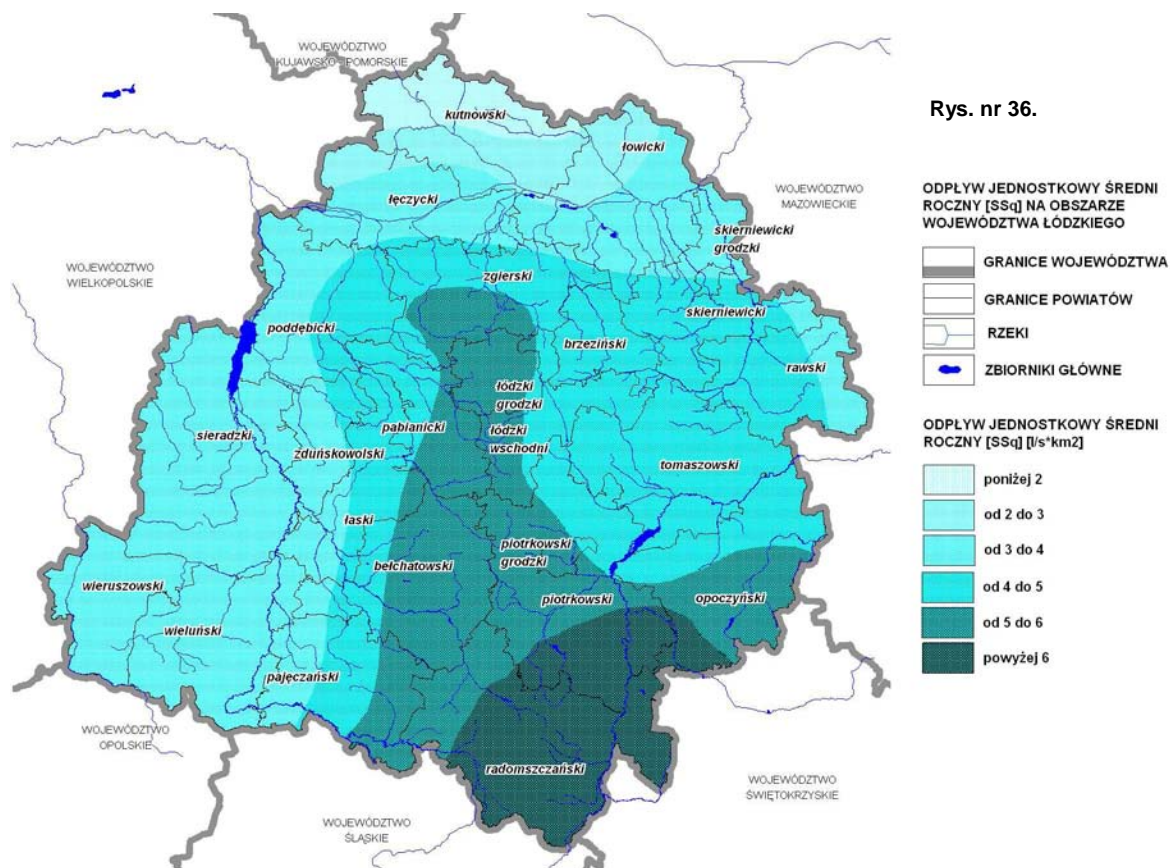 WOJEWÓDZTWO
KUJAWSKO - POMORSKIE
kutnowski
łowicki
łęczycki
WOJEWÓDZTWO
MAZOWIECKIE
skierniewicki
grodzki
zgierski
WOJEWÓDZTWO
WIELKOPOLSKIE
poddębicki
skierniewicki
brzeziński
rawski
łódzki
grodzki
sieradzki
pabianicki
łódzki
wschodni
zduńskowolski
tomaszowski
łaski
piotrkowski
grodzki
bełchatowski
wieruszowski
piotrkowski
opoczyński
wieluński
pajęczański
WOJEWÓDZTWO
OPOLSKIE
radomszczański
WOJEWÓDZTWO
ŚWIĘTOKRZYSKIE
WOJEWÓDZTWO
ŚLĄSKIE
Rys. nr 36.
ODPŁYW JEDNOSTKOWY ŚREDNI
ROCZNY [SSq] NA OBSZARZE
WOJEWÓDZTWA ŁÓDZKIEGO
GRANICE WOJEWÓDZTWA
GRANICE POWIATÓW
RZEKI
ZBIORNIKI GŁÓWNE
ODPŁYW JEDNOSTKOWY ŚREDNI
ROCZNY [SSq] [l/s*km2]
poniżej 2
od 2 do 3
od 3 do 4
od 4 do 5
od 5 do 6
powyżej 6